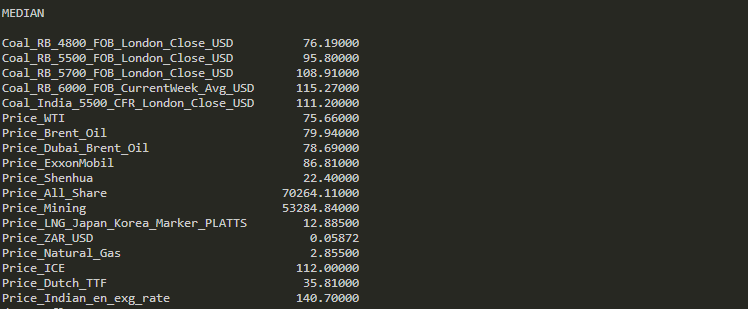 MEDIAN
Coal_RB_4800_FOB_London_Close_USD 76.19000
Coal_RB_5500_FOB_London_Close_USD 95.80000
Coal_RB_5700_FOB_London_Close_USD 108.91000
Coal_RB_6000_FOB_CurrentWeek_Avg_USD 115.27000
Coal_India_5500_CFR_London_Close_USD 111.20000
Price_WTI 75.66000
Price_Brent_Oil 79.94000
Price_Dubai_Brent_Oil 78.69000
Price_ExxonMobil 86.81000
Price_Shenhua 22.40000
Price_All_Share 70264.11000
Price_Mining 53284.84000
Price_LNG_Japan_Korea_Marker_PLATTS 12.88500
Price_ZAR_USD 0.05872
Price_Natural_Gas 2.85500
Price_ICE 112.00000
Price_Dutch_TTF 35.81000
Price_Indian_en_exg_rate 140.70000